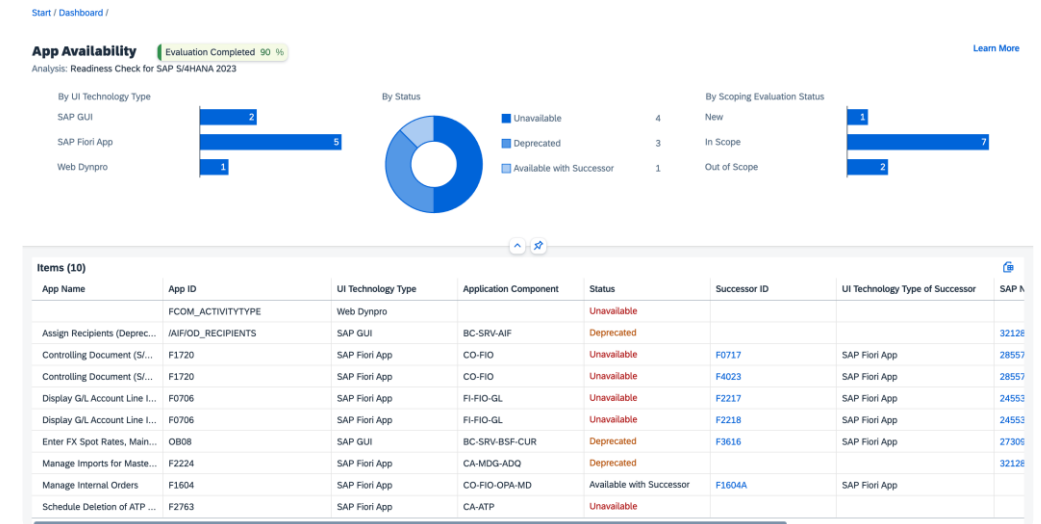 Start / Dashboard /
App Availability Evaluation Completed 90 % Learn More
Analysis: Readiness Check for SAP S/4HANA 2023
By UI Technology Type By Status By Scoping Evaluation Status
SAP GUI 2 Unavailable 4 New 1
SAP Fiori App 5 Deprecated 3 In Scope 7
Web Dynpro 1 Available with Successor 1 Out of Scope 2
Items (10)
App Name App ID UI Technology Type Application Component Status Successor ID UI Technology Type of Successor SAP N
FCOM_ACTIVITYTYPE Web Dynpro Unavailable
Assign Recipients (Deprec... /AIF/OD_RECIPIENTS SAP GUI BC-SRV-AIF Deprecated 32128
Controlling Document (S/... F1720 SAP Fiori App CO-FIO Unavailable F0717 SAP Fiori App 28557
Controlling Document (S/... F1720 SAP Fiori App CO-FIO Unavailable F4023 SAP Fiori App 28557
Display G/L Account Line I... F0706 SAP Fiori App FI-FIO-GL Unavailable F2217 SAP Fiori App 24553
Display G/L Account Line I... F0706 SAP Fiori App FI-FIO-GL Unavailable F2218 SAP Fiori App 24553
Enter FX Spot Rates, Main... OB08 SAP GUI BC-SRV-BSF-CUR Deprecated F3616 SAP Fiori App 27309
Manage Imports for Maste... F2224 SAP Fiori App CA-MDG-ADQ Deprecated 32128
Manage Internal Orders F1604 SAP Fiori App CO-FIO-OPA-MD Available with Successor F1604A SAP Fiori App
Schedule Deletion of ATP ... F2763 SAP Fiori App CA-ATP Unavailable